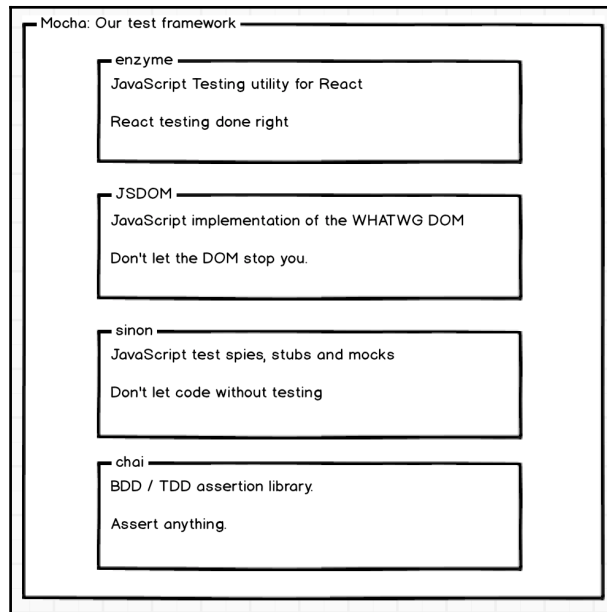 Mocha: Our test framework
enzyme
JavaScript Testing utility for React
React testing done right
JSDOM
JavaScript implementation of the WHATWG DOM
Don't let the DOM stop you.
sinon
JavaScript test spies, stubs and mocks
Don't let code without testing
chai
BDD / TDD assertion library.
Assert anything.